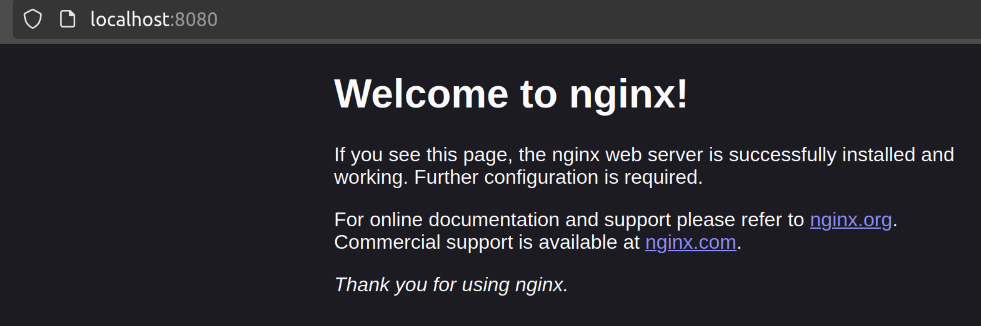 localhost:8080
Welcome to nginx!
If you see this page, the nginx web server is successfully installed and
working. Further configuration is required.
For online documentation and support please refer to nginx.org.
Commercial support is available at nginx.com.
Thank you for using nginx.